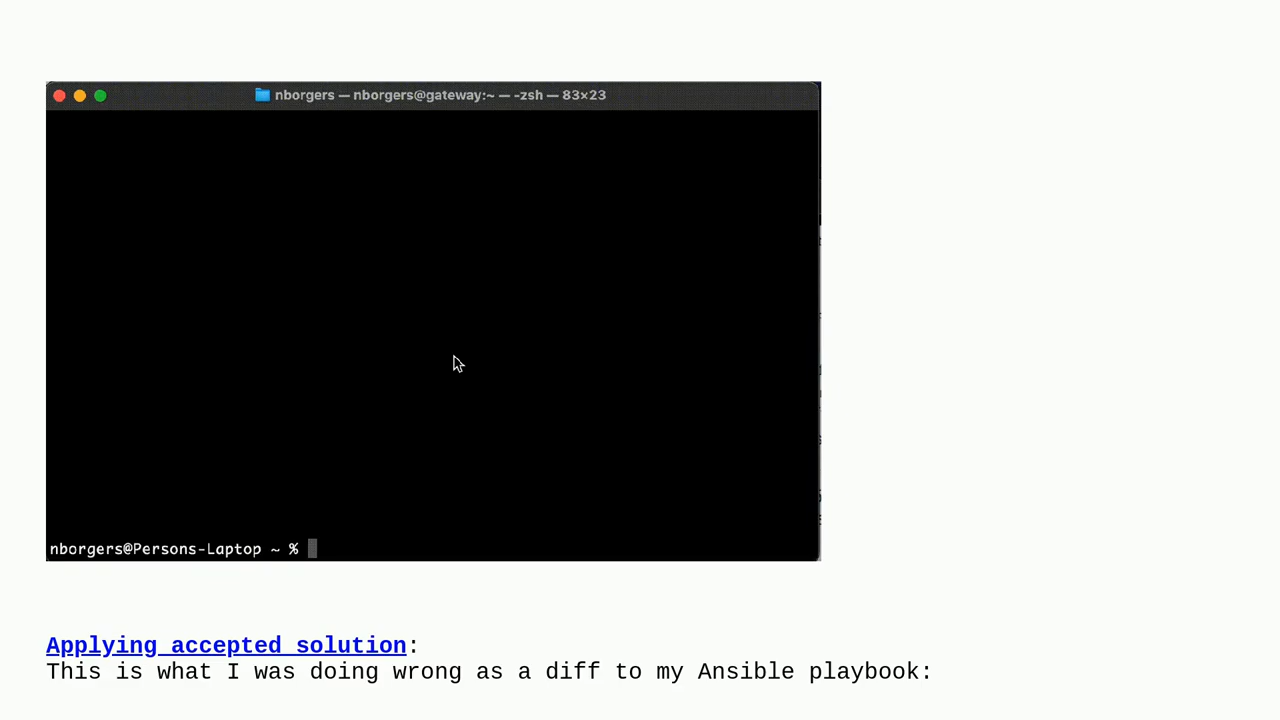 nborgers — nborgers@gateway:~ — -zsh — 83×23
nborgers@Persons-Laptop ~ %
Applying accepted solution:
This is what I was doing wrong as a diff to my Ansible playbook: